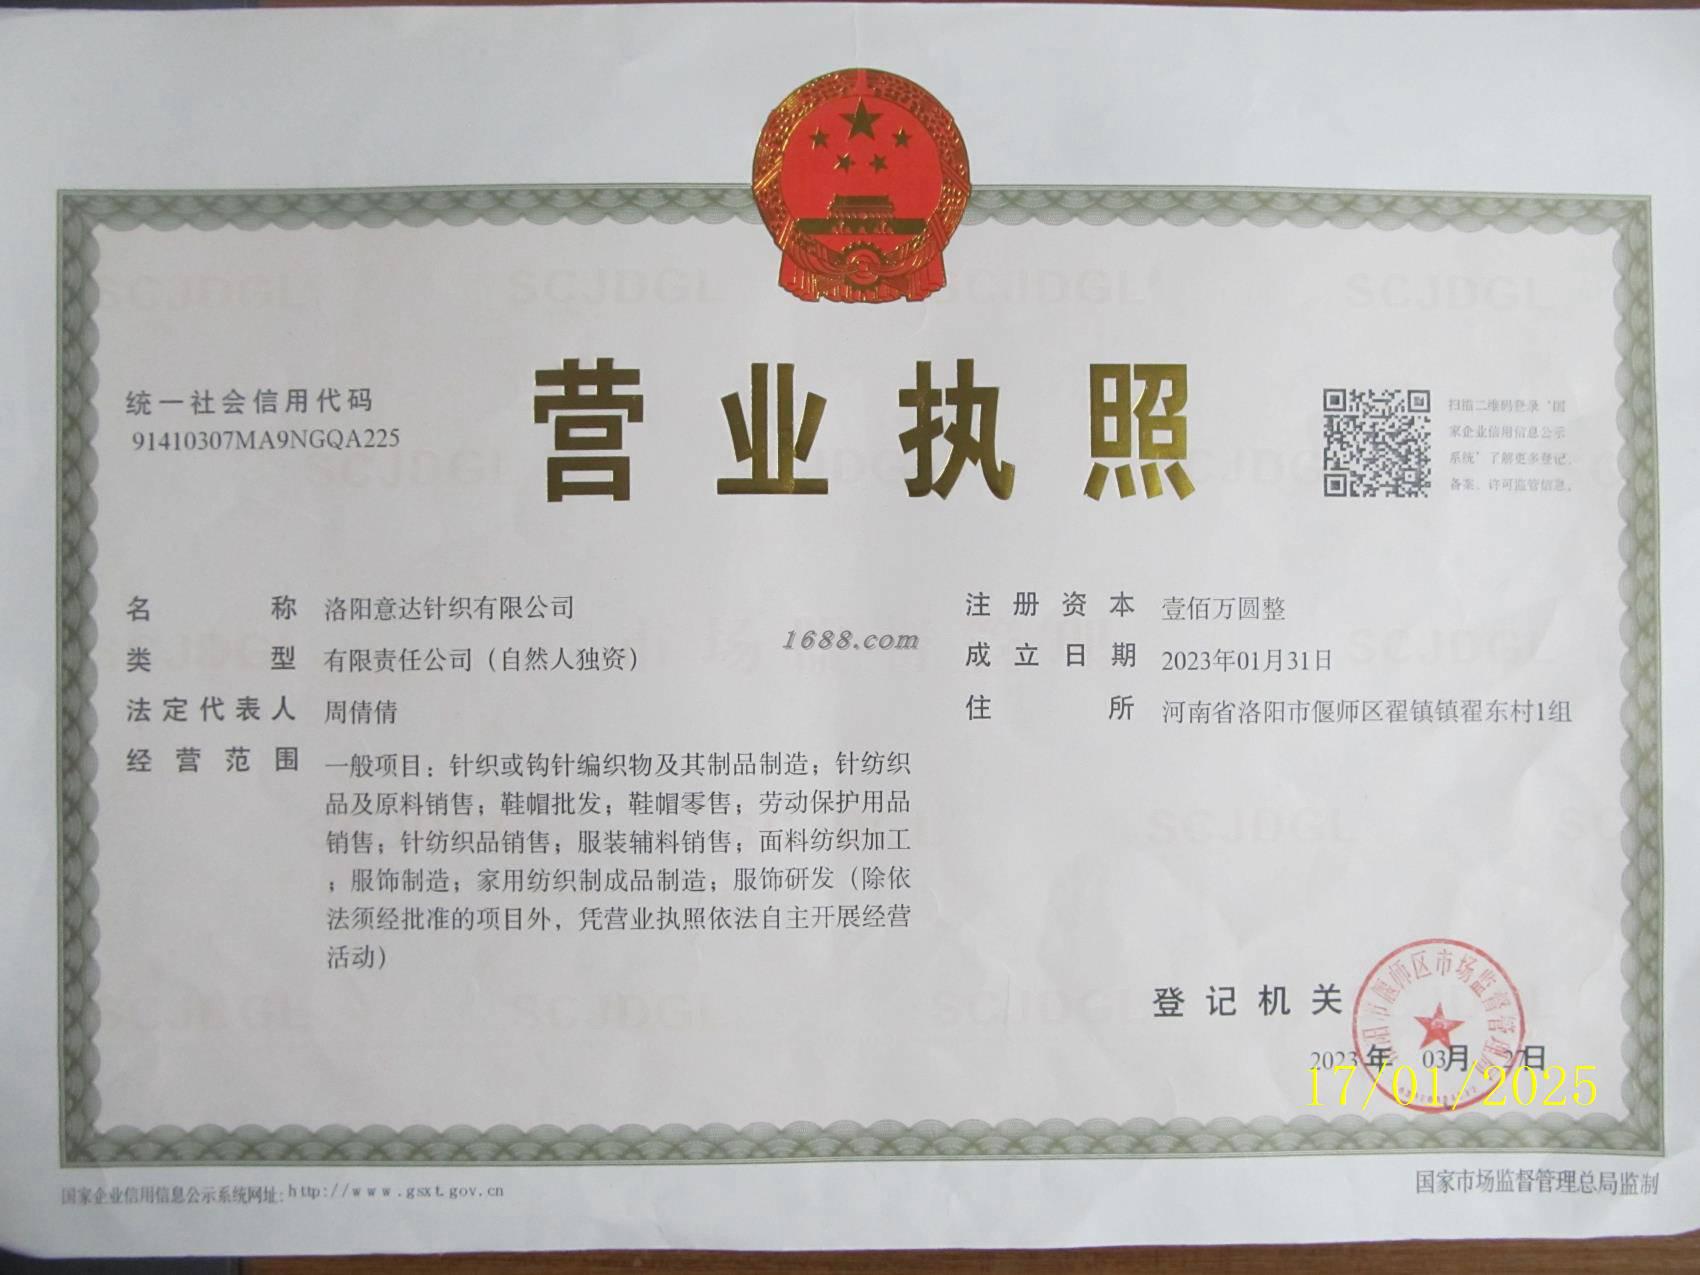 营业执照
统一社会信用代码
91410307MA9NGQA225
扫描二维码登录‘国
家企业信用信息公示
系统’了解更多登记、
备案、许可监管信息。
名称 洛阳意达针织有限公司
类型 有限责任公司（自然人独资）
法定代表人 周倩倩
经营范围 一般项目：针织或钩针编织物及其制品制造；针纺织
品及原料销售；鞋帽批发；鞋帽零售；劳动保护用品
销售；针纺织品销售；服装辅料销售；面料纺织加工
；服饰制造；家用纺织制成品制造；服饰研发（除依
法须经批准的项目外，凭营业执照依法自主开展经营
活动）
1688.com
注册资本 壹佰万圆整
成立日期 2023年01月31日
住所 河南省洛阳市偃师区翟镇镇翟东村1组
登记机关
2023年 03月 27日
17/01/2025
国家企业信用信息公示系统网址:http://www.gsxt.gov.cn
国家市场监督管理总局监制